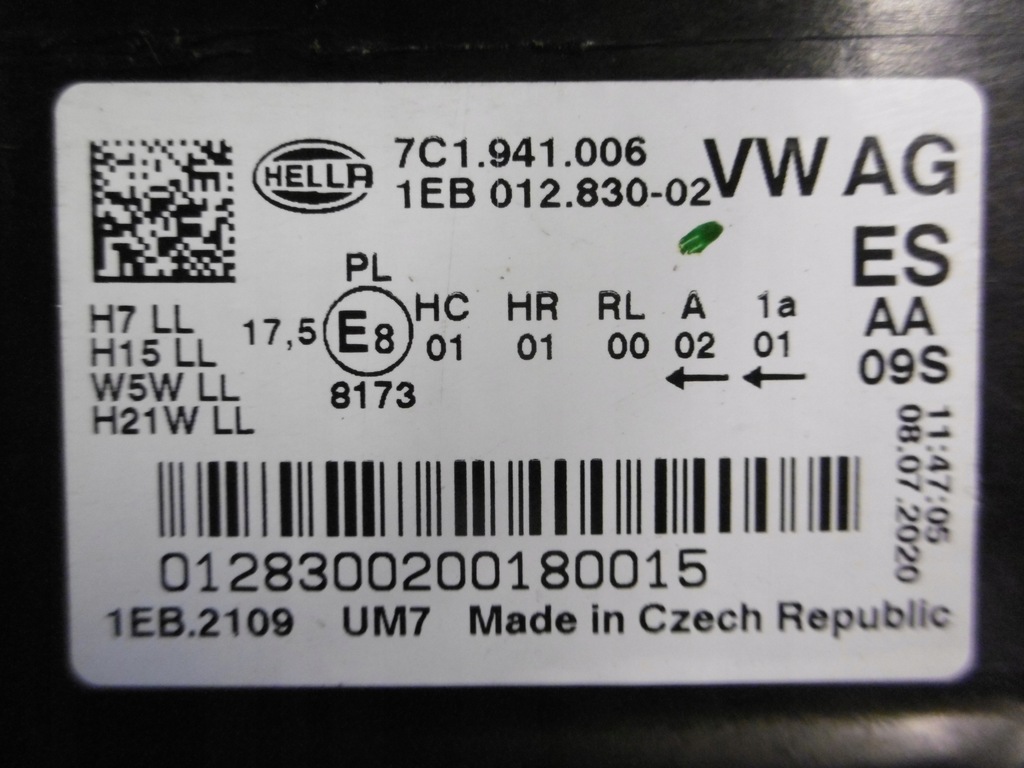 HELLA
7C1.941.006
1EB 012.830-02
VW AG
ES
AA
09S
11:47:05
08.07.2020
H7 LL
H15 LL
W5W LL
H21W LL
PL
17,5 E8
8173
HC HR RL A 1a
01 01 00 02 01
← ←
0128300200180015
1EB.2109 UM7 Made in Czech Republic